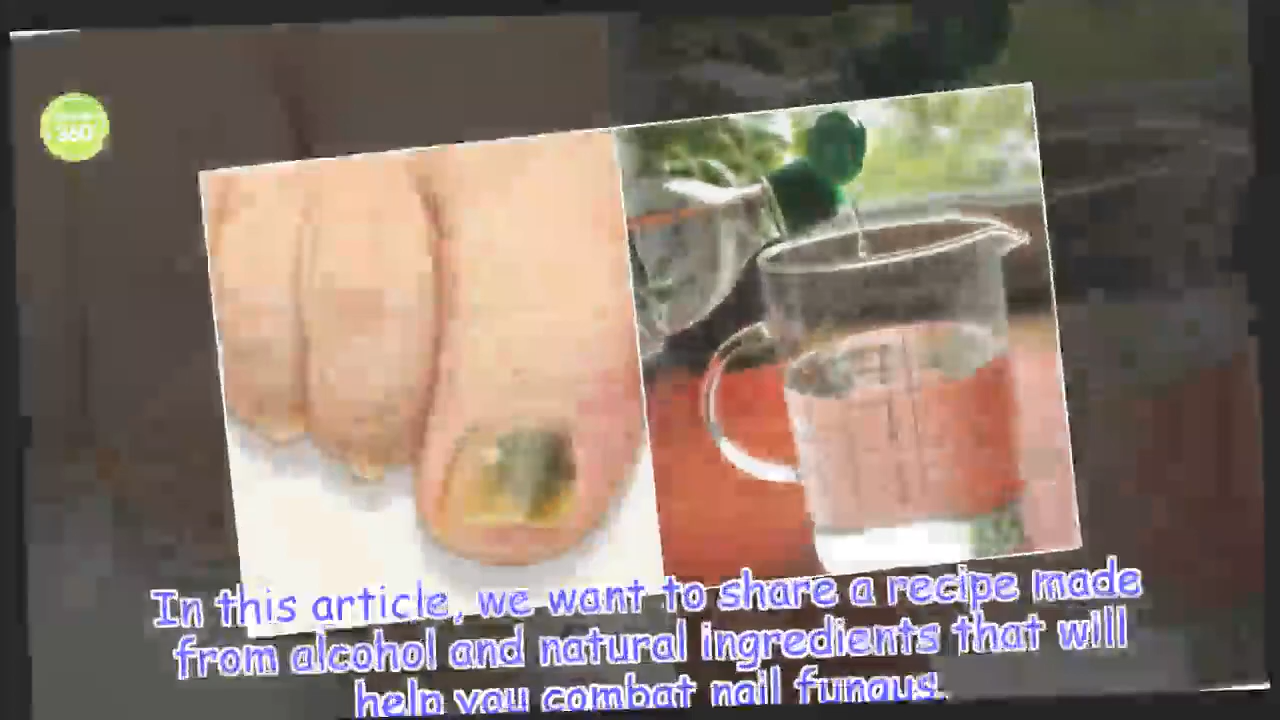 360°
In this article, we want to share a recipe made
from alcohol and natural ingredients that will
help you combat nail fungus.